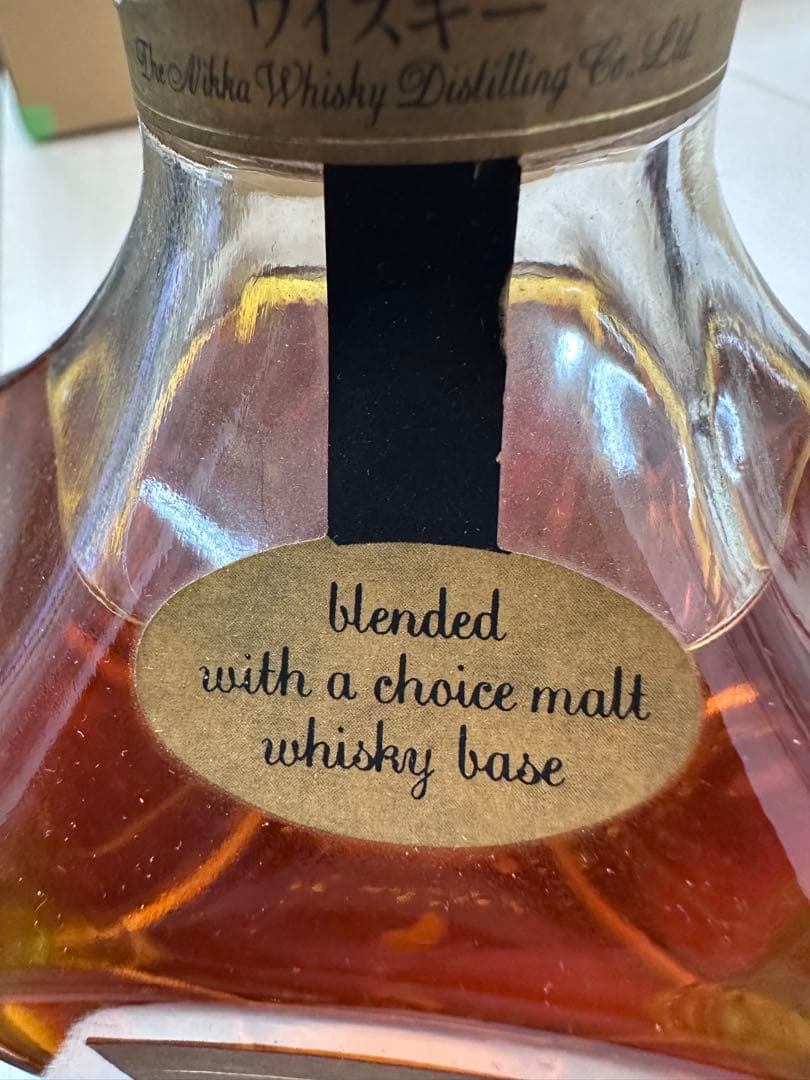 ウイスキー
The Nikka Whisky Distilling Co. Ltd
blended
with a choice malt
whisky base